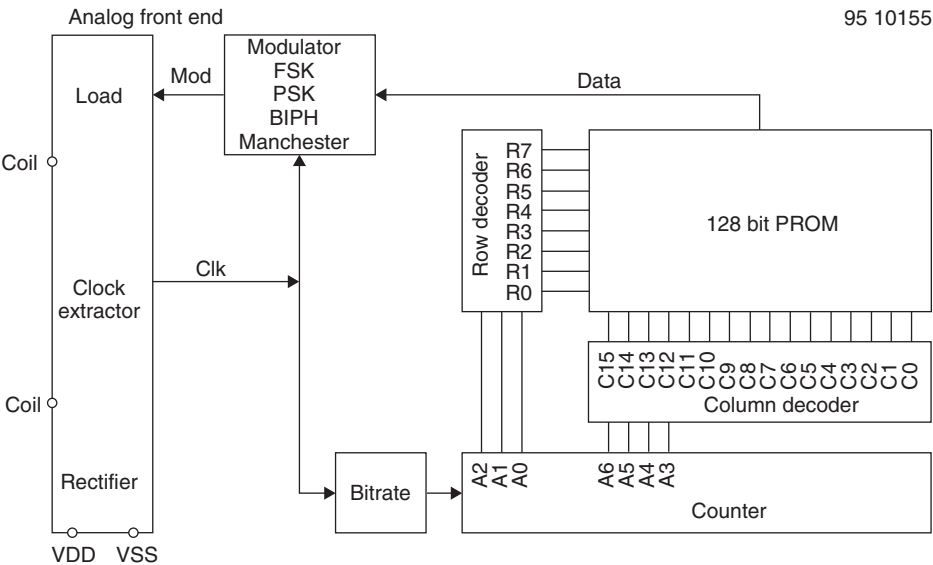 Analog front end
95 10155
Load
Mod
Modulator
FSK
PSK
BIPH
Manchester
Data
Coil
Row decoder
R7
R6
R5
R4
R3
R2
R1
R0
128 bit PROM
Clk
Clock
extractor
C15 C14 C13 C12 C11 C10 C9 C8 C7 C6 C5 C4 C3 C2 C1 C0
Column decoder
Coil
Rectifier
Bitrate
A2 A1 A0
A6 A5 A4 A3
Counter
VDD
VSS